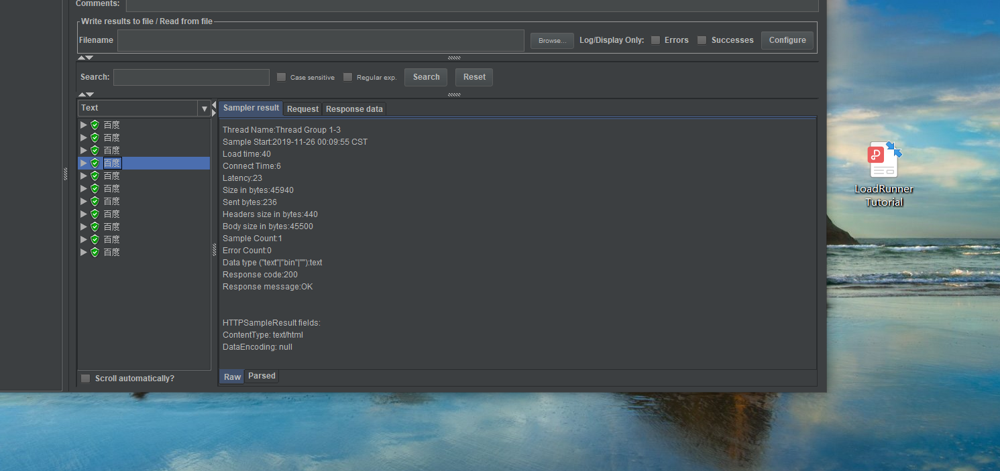 Comments:
Write results to file / Read from file
Filename Browse... Log/Display Only: Errors Successes Configure
Search: Case sensitive Regular exp. Search Reset
Text
百度
百度
百度
百度
百度
百度
百度
百度
百度
百度
百度
Scroll automatically?
Sampler result Request Response data
Thread Name:Thread Group 1-3
Sample Start:2019-11-26 00:09:55 CST
Load time:40
Connect Time:6
Latency:23
Size in bytes:45940
Sent bytes:236
Headers size in bytes:440
Body size in bytes:45500
Sample Count:1
Error Count:0
Data type ("text"|"bin"|""):text
Response code:200
Response message:OK
HTTPSampleResult fields:
ContentType: text/html
DataEncoding: null
Raw Parsed
LoadRunner
Tutorial